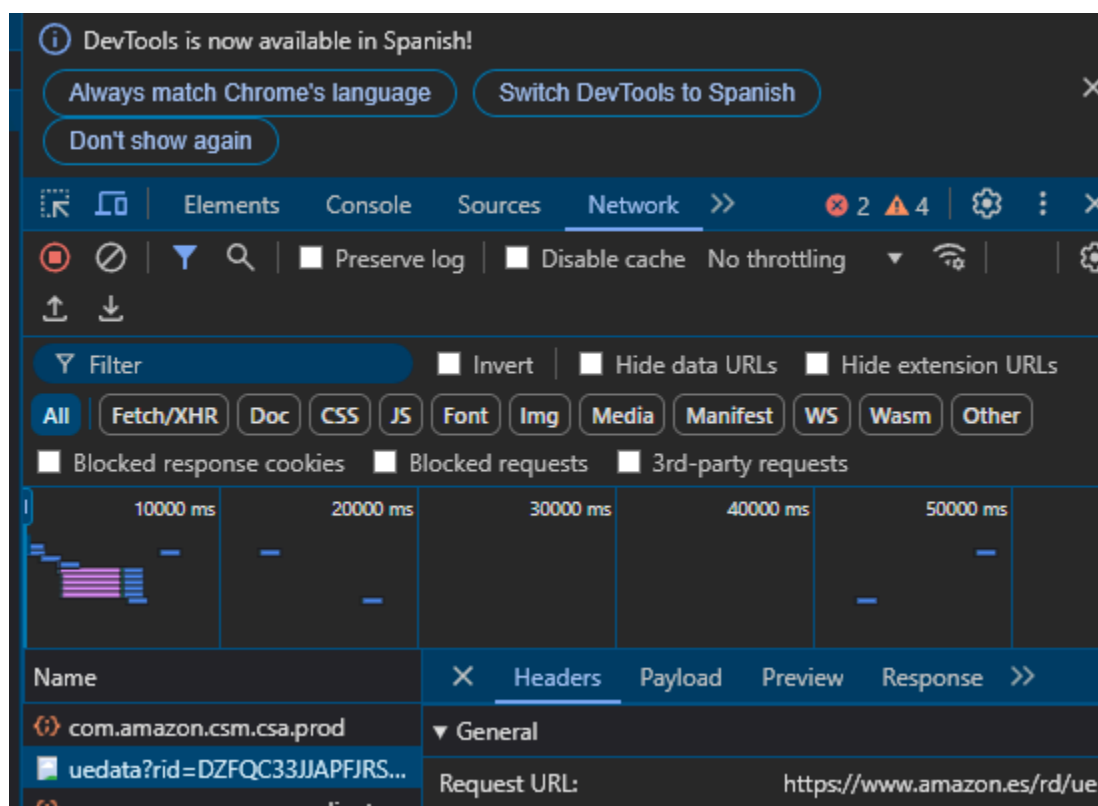 DevTools is now available in Spanish!
Always match Chrome's language Switch DevTools to Spanish
Don't show again
Elements Console Sources Network 2 4
Preserve log Disable cache No throttling
Filter Invert Hide data URLs Hide extension URLs
All Fetch/XHR Doc CSS JS Font Img Media Manifest WS Wasm Other
Blocked response cookies Blocked requests 3rd-party requests
10000 ms 20000 ms 30000 ms 40000 ms 50000 ms
Name Headers Payload Preview Response
com.amazon.csm.csa.prod General
uedata?rid=DZFQC33JJAPFJRS...
Request URL: https://www.amazon.es/rd/ue